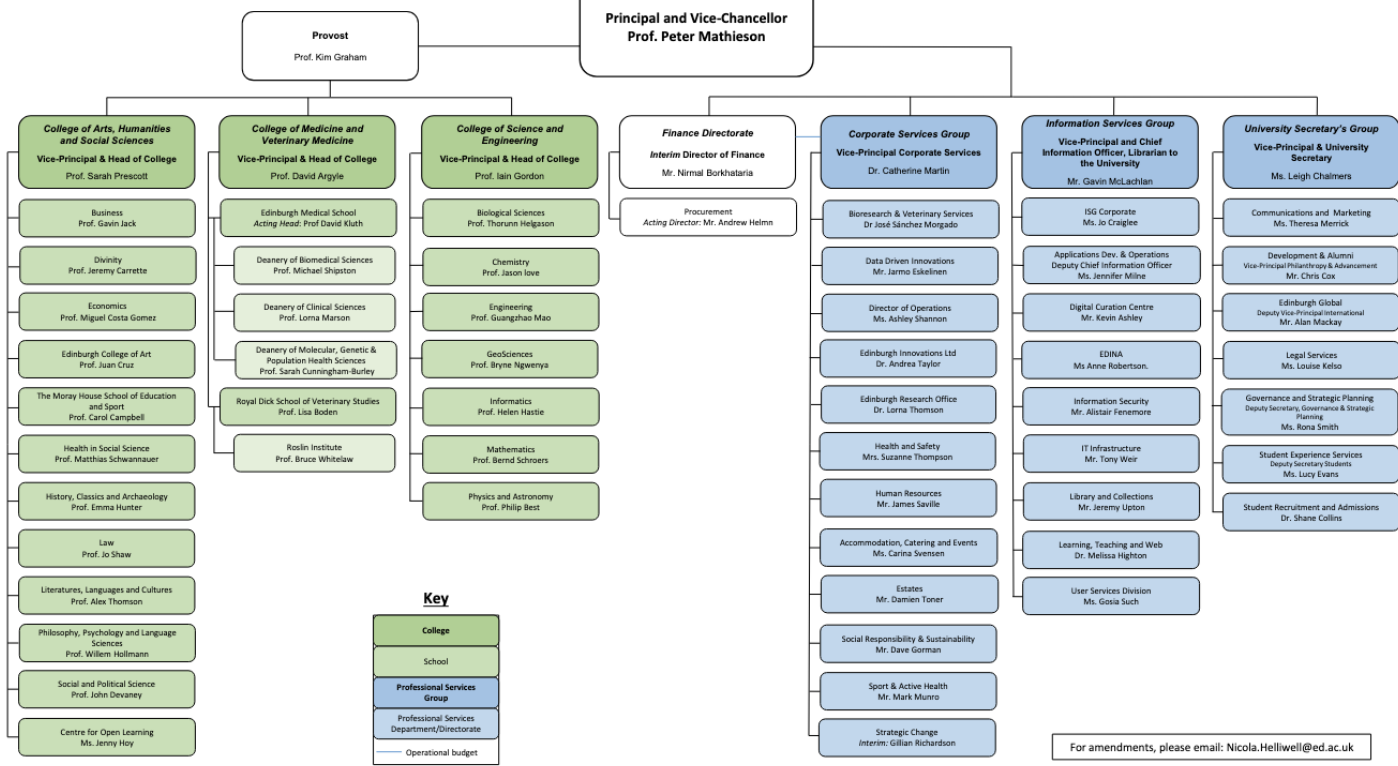 Principal and Vice-Chancellor
Prof. Peter Mathieson
Provost
Prof. Kim Graham
College of Arts, Humanities
and Social Sciences
Vice-Principal & Head of College
Prof. Sarah Prescott
Business
Prof. Gavin Jack
Divinity
Prof. Jeremy Carrette
Economics
Prof. Miguel Costa Gomez
Edinburgh College of Art
Prof. Juan Cruz
The Moray House School of Education
and Sport
Prof. Carol Campbell
Health in Social Science
Prof. Matthias Schwannauer
History, Classics and Archaeology
Prof. Emma Hunter
Law
Prof. Jo Shaw
Literatures, Languages and Cultures
Prof. Alex Thomson
Philosophy, Psychology and Language
Sciences
Prof. Willem Hollmann
Social and Political Science
Prof. John Devaney
Centre for Open Learning
Ms. Jenny Hoy
College of Medicine and
Veterinary Medicine
Vice-Principal & Head of College
Prof. David Argyle
Edinburgh Medical School
Acting Head: Prof David Kluth
Deanery of Biomedical Sciences
Prof. Michael Shipston
Deanery of Clinical Sciences
Prof. Lorna Marson
Deanery of Molecular, Genetic &
Population Health Sciences
Prof. Sarah Cunningham-Burley
Royal Dick School of Veterinary Studies
Prof. Lisa Boden
Roslin Institute
Prof. Bruce Whitelaw
College of Science and
Engineering
Vice-Principal & Head of College
Prof. Iain Gordon
Biological Sciences
Prof. Thorunn Helgason
Chemistry
Prof. Jason love
Engineering
Prof. Guangzhao Mao
GeoSciences
Prof. Bryne Ngwenya
Informatics
Prof. Helen Hastie
Mathematics
Prof. Bernd Schroers
Physics and Astronomy
Prof. Philip Best
Finance Directorate
Interim Director of Finance
Mr. Nirmal Borkhataria
Procurement
Acting Director: Mr. Andrew Helmn
Corporate Services Group
Vice-Principal Corporate Services
Dr. Catherine Martin
Bioresearch & Veterinary Services
Dr José Sánchez Morgado
Data Driven Innovations
Mr. Jarmo Eskelinen
Director of Operations
Ms. Ashley Shannon
Edinburgh Innovations Ltd
Dr. Andrea Taylor
Edinburgh Research Office
Dr. Lorna Thomson
Health and Safety
Mrs. Suzanne Thompson
Human Resources
Mr. James Saville
Accommodation, Catering and Events
Ms. Carina Svensen
Estates
Mr. Damien Toner
Social Responsibility & Sustainability
Mr. Dave Gorman
Sport & Active Health
Mr. Mark Munro
Strategic Change
Interim: Gillian Richardson
Information Services Group
Vice-Principal and Chief
Information Officer, Librarian to
the University
Mr. Gavin McLachlan
ISG Corporate
Ms. Jo Craiglee
Applications Dev. & Operations
Deputy Chief Information Officer
Ms. Jennifer Milne
Digital Curation Centre
Mr. Kevin Ashley
EDINA
Ms Anne Robertson.
Information Security
Mr. Alistair Fenemore
IT Infrastructure
Mr. Tony Weir
Library and Collections
Mr. Jeremy Upton
Learning, Teaching and Web
Dr. Melissa Highton
User Services Division
Ms. Gosia Such
University Secretary's Group
Vice-Principal & University
Secretary
Ms. Leigh Chalmers
Communications and Marketing
Ms. Theresa Merrick
Development & Alumni
Vice-Principal Philanthropy & Advancement
Mr. Chris Cox
Edinburgh Global
Deputy Vice-Principal International
Mr. Alan Mackay
Legal Services
Ms. Louise Kelso
Governance and Strategic Planning
Deputy Secretary, Governance & Strategic
Planning
Ms. Rona Smith
Student Experience Services
Deputy Secretary Students
Ms. Lucy Evans
Student Recruitment and Admissions
Dr. Shane Collins
Key
College
School
Professional Services
Group
Professional Services
Department/Directorate
Operational budget
For amendments, please email: Nicola.Helliwell@ed.ac.uk